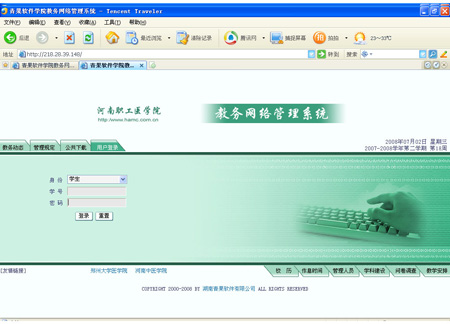 青果软件学院教务网络管理系统 - Tencent Traveler
文件(F) 编辑(E) 查看(V) 收藏(A) 工具(T) 帮助(H)
后退 最近浏览 清除记录 腾讯网 捕捉屏幕 拍拍 23~33℃
地址 http://218.28.39.148/ 转到 搜索
青果软件学院教务网... 青果软件学院教...
河南职工医学院
http://www.hamc.com.cn
教务网络管理系统
2008年07月02日 星期三
2007-2008学年第二学期 第18周
教务动态 管理规定 公共下载 用户登录
身 份 学生
学 号
密 码
登录 重置
[友情链接] 郑州大学医学院 河南中医学院
校 历 作息时间 管理人员 学科建设 问卷调查 教学安排
COPYRIGHT 2000-2008 BY 湖南青果软件有限公司 ALL RIGHTS RESERVED